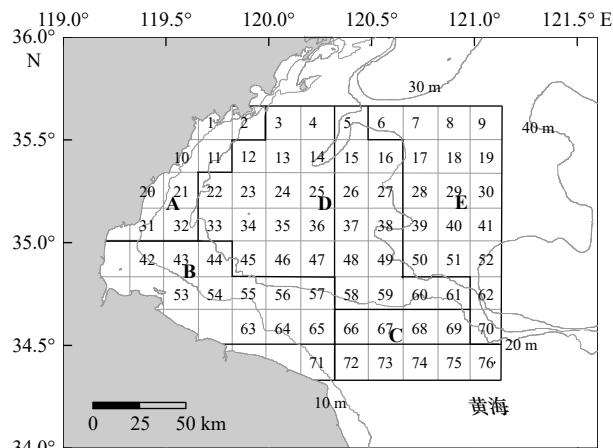 119.0° 119.5° 120.0° 120.5° 121.0° 121.5° E
36.0°
N
30 m
40 m
1 2 3 4 5 6 7 8 9
35.5°
10 11 12 13 14 15 16 17 18 19
20 21 22 23 24 25 26 27 28 29 30
A D E
31 32 33 34 35 36 37 38 39 40 41
35.0°
42 43 44 45 46 47 48 49 50 51 52
B
53 54 55 56 57 58 59 60 61 62
63 64 65 66 67 68 69 70
C
34.5°
20 m
71 72 73 74 75 76
10 m
黄海
0 25 50 km
34.0°